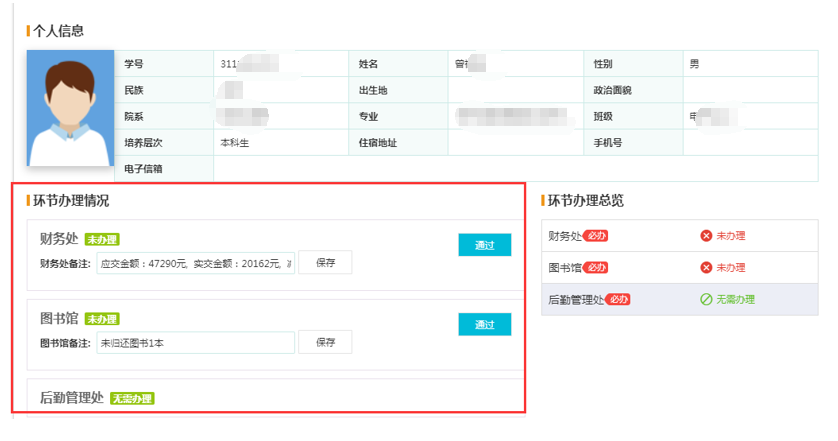 个人信息
学号 311 姓名 曾 性别 男
民族 出生地 政治面貌
院系 专业 班级
培养层次 本科生 住宿地址 手机号
电子信箱
环节办理情况
财务处 未办理
通过
财务处备注: 应交金额：47290元, 实交金额：20162元,
保存
图书馆 未办理
通过
图书馆备注: 未归还图书1本
保存
后勤管理处 无需办理
环节办理总览
财务处 必办 未办理
图书馆 必办 未办理
后勤管理处 必办 无需办理